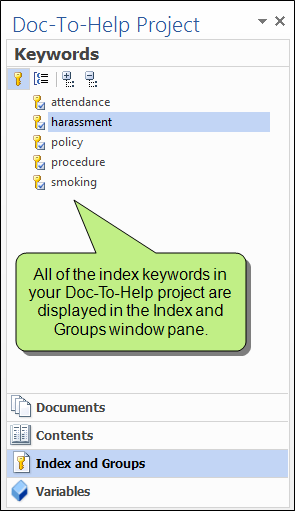 Doc-To-Help Project
Keywords
attendance
harassment
policy
procedure
smoking
All of the index keywords in
your Doc-To-Help project are
displayed in the Index and
Groups window pane.
Documents
Contents
Index and Groups
Variables